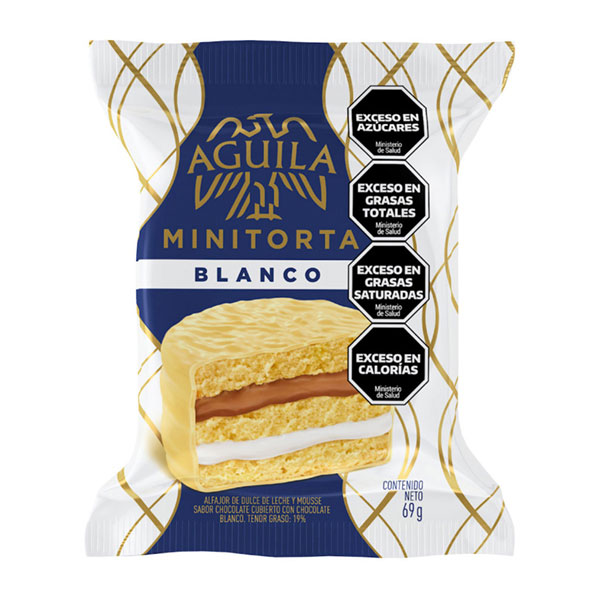 AGUILA
MINITORTA
BLANCO
EXCESO EN
AZÚCARES
Ministerio
de Salud
EXCESO EN
GRASAS
TOTALES
Ministerio
de Salud
EXCESO EN
GRASAS
SATURADAS
Ministerio
de Salud
EXCESO EN
CALORÍAS
Ministerio
de Salud
ALFAJOR DE DULCE DE LECHE Y MOUSSE
SABOR CHOCOLATE CUBIERTO CON CHOCOLATE
BLANCO. TENOR GRASO: 19%
CONTENIDO
NETO
69g